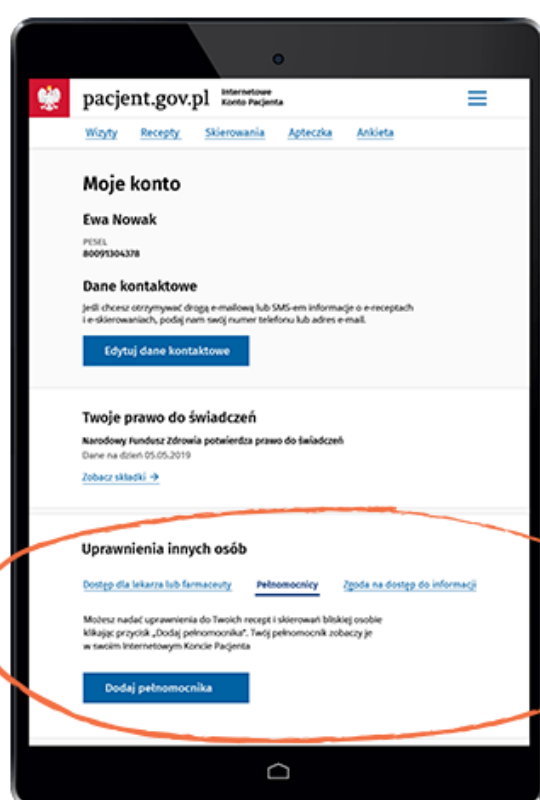 pacjent.gov.pl Internetowe
Konto Pacjenta
Wizyty Recepty Skierowania Apteczka Ankieta
Moje konto
Ewa Nowak
PESEL
80091304378
Dane kontaktowe
Jeśli chcesz otrzymywać drogą e-mailową lub SMS-em informacje o e-receptach
i e-skierowaniach, podaj nam swój numer telefonu lub adres e-mail.
Edytuj dane kontaktowe
Twoje prawo do świadczeń
Narodowy Fundusz Zdrowia potwierdza prawo do świadczeń
Dane na dzień 05.05.2019
Zobacz składki →
Uprawnienia innych osób
Dostęp dla lekarza lub farmaceuty Pełnomocnicy Zgoda na dostęp do informacji
Możesz nadać uprawnienia do Twoich recept i skierowań bliskiej osobie
klikając przycisk „Dodaj pełnomocnika". Twój pełnomocnik zobaczy je
w swoim Internetowym Koncie Pacjenta
Dodaj pełnomocnika